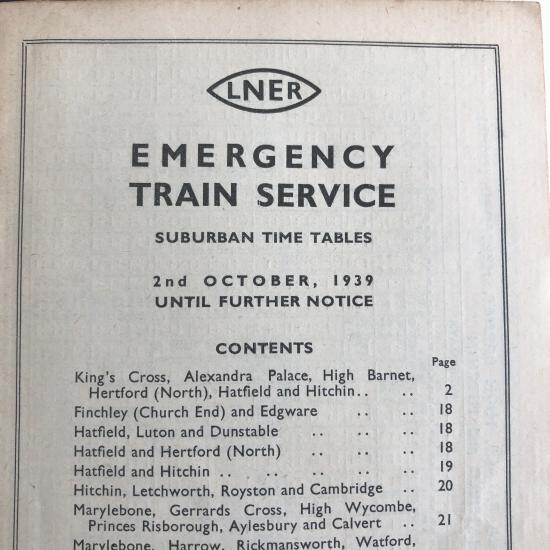 LNER
EMERGENCY
TRAIN SERVICE
SUBURBAN TIME TABLES
2nd OCTOBER, 1939
UNTIL FURTHER NOTICE
CONTENTS
Page
King's Cross, Alexandra Palace, High Barnet,
Hertford (North), Hatfield and Hitchin.. .. .. 2
Finchley (Church End) and Edgware .. .. 18
Hatfield, Luton and Dunstable .. .. .. 18
Hatfield and Hertford (North) .. .. .. 18
Hatfield and Hitchin .. .. .. .. .. 19
Hitchin, Letchworth, Royston and Cambridge .. 20
Marylebone, Gerrards Cross, High Wycombe,
Princes Risborough, Aylesbury and Calvert .. 21
Marylebone, Harrow, Rickmansworth, Watford,